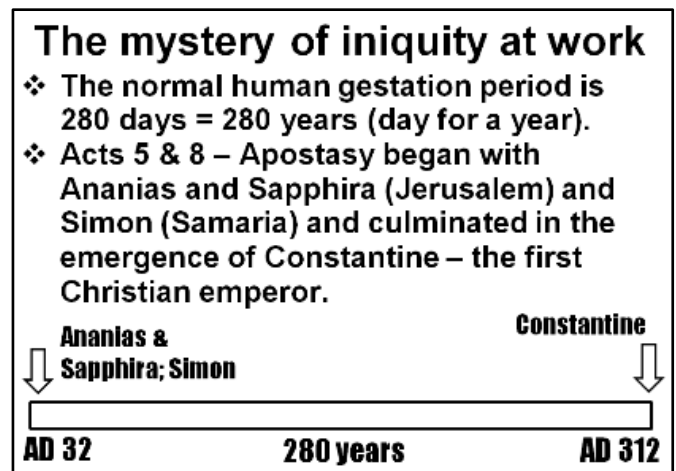 The mystery of iniquity at work
❖ The normal human gestation period is
280 days = 280 years (day for a year).
❖ Acts 5 & 8 – Apostasy began with
Ananias and Sapphira (Jerusalem) and
Simon (Samaria) and culminated in the
emergence of Constantine – the first
Christian emperor.
Ananias &
Sapphira; Simon
Constantine
AD 32 280 years AD 312